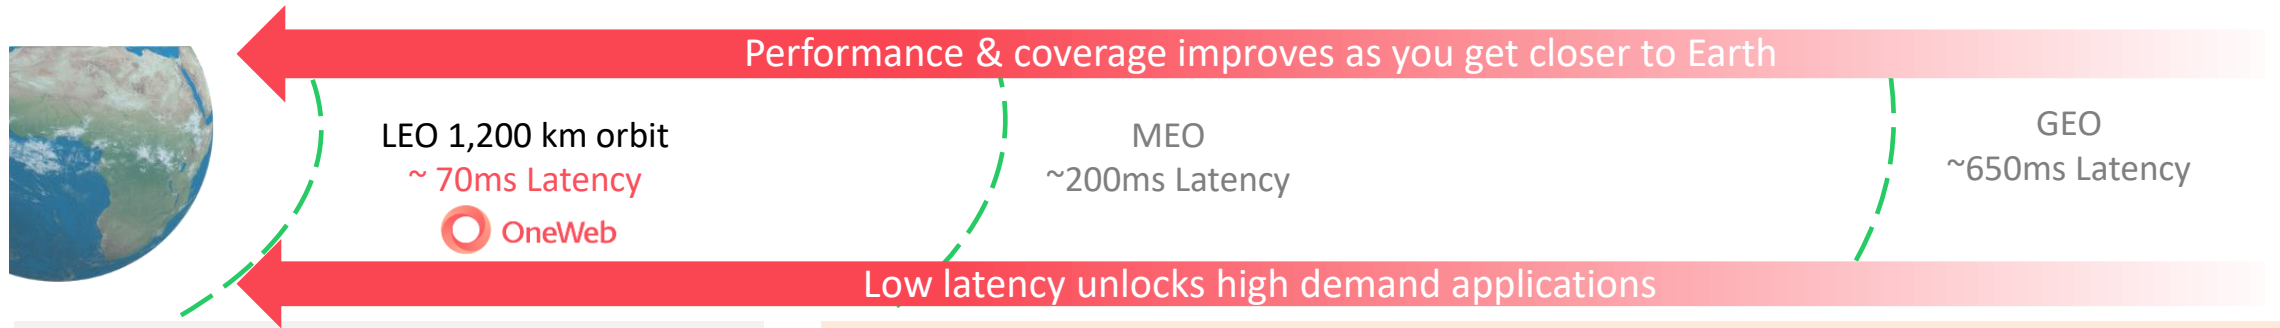 Performance & coverage improves as you get closer to Earth
LEO 1,200 km orbit
~ 70ms Latency
OneWeb
MEO
~200ms Latency
GEO
~650ms Latency
Low latency unlocks high demand applications